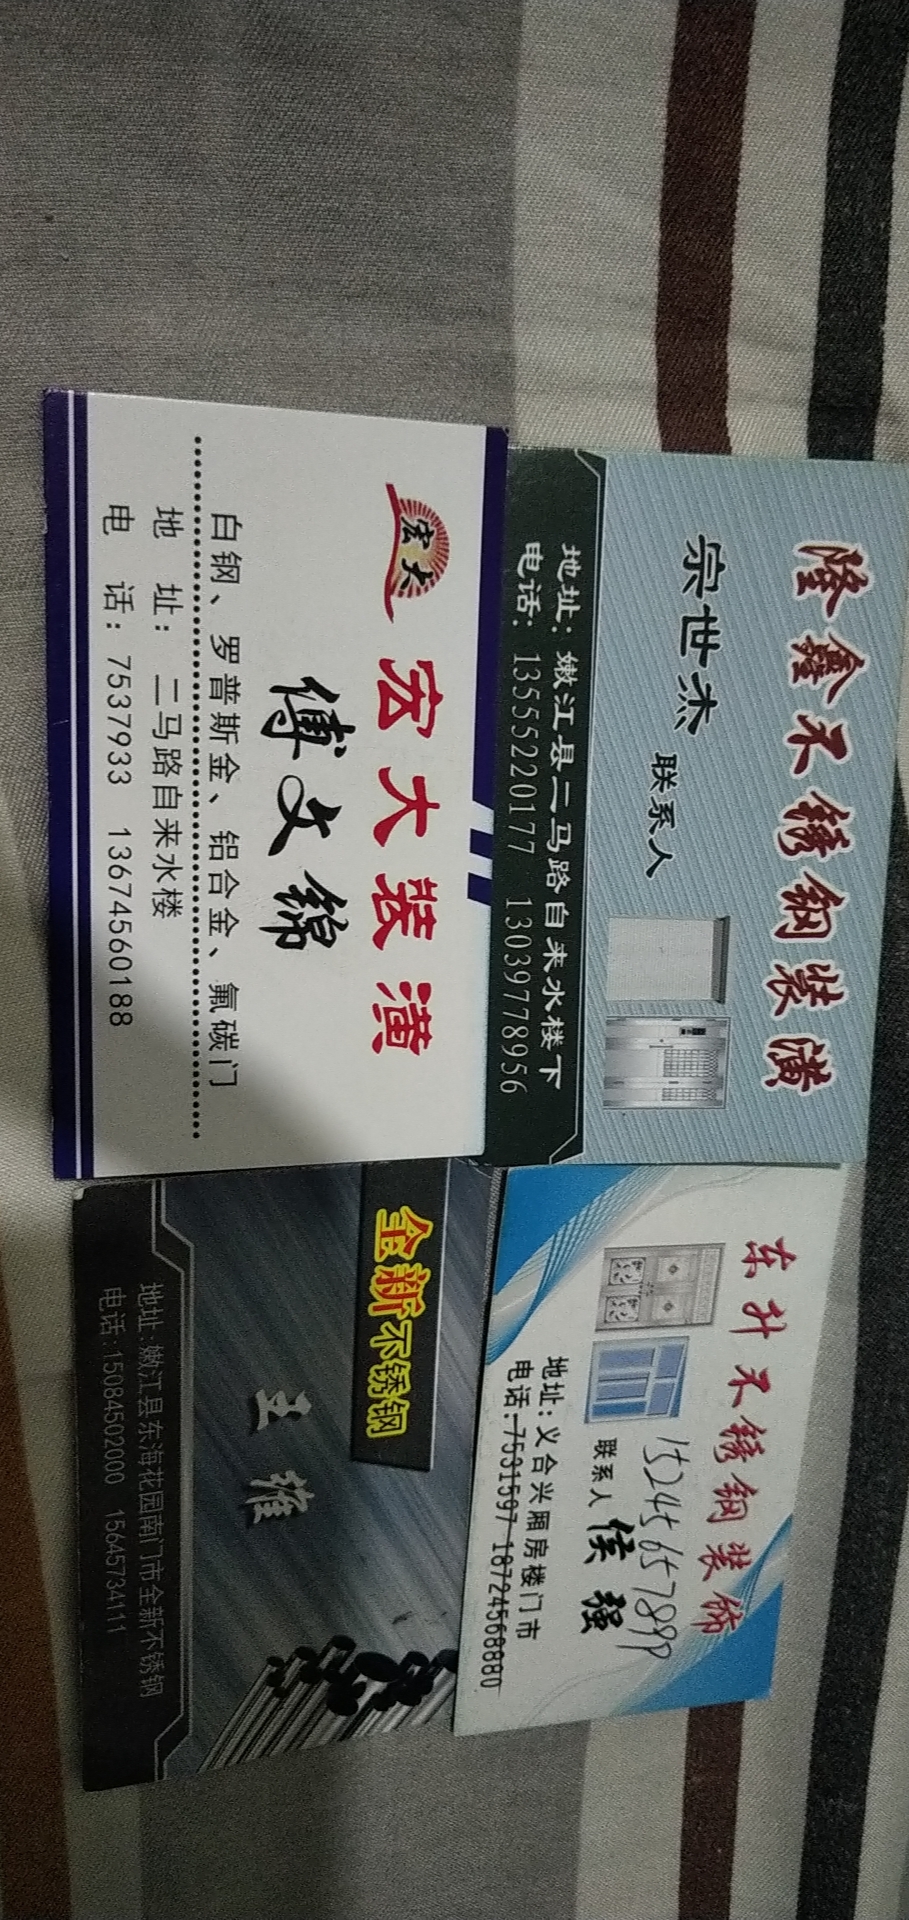 隆鑫不锈钢装潢
宗世杰 联系人
地址：嫩江县二马路自来水楼下
电话：13555220177 13039778956
宏大
宏大装潢
傅文锦
白钢、罗普斯金、铝合金、氟碳门
地 址：二马路自来水楼
电 话：7537933 13674560188
东升不锈钢装饰
15245657899
联系人 侯强
地址：义合兴厢房楼门市
电话：7531597 18724568880
全新不锈钢
王維
地址：嫩江县东海花园南门市全新不锈钢
电话：15084502000 15645734111